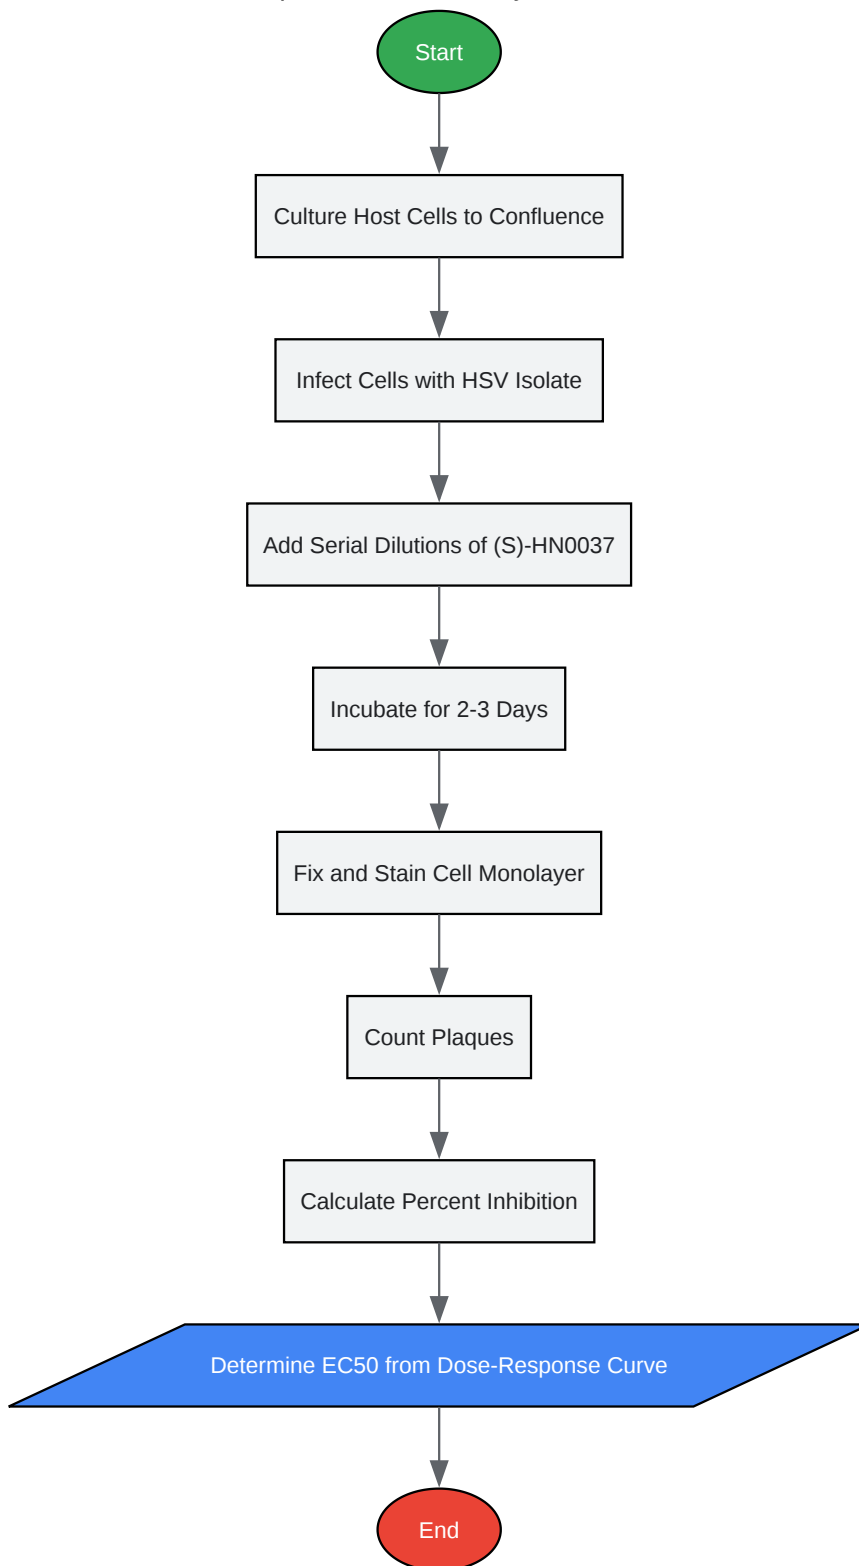 Start
Culture Host Cells to Confluence
Infect Cells with HSV Isolate
Add Serial Dilutions of (S)-HN0037
Incubate for 2-3 Days
Fix and Stain Cell Monolayer
Count Plaques
Calculate Percent Inhibition
Determine EC50 from Dose-Response Curve
End